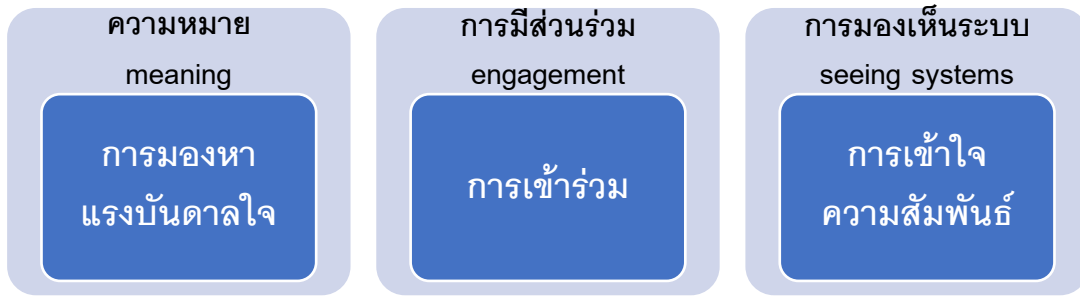 ความหมาย
meaning
การมองหา
แรงบันดาลใจ
การมีส่วนร่วม
engagement
การเข้าร่วม
การมองเห็นระบบ
seeing systems
การเข้าใจ
ความสัมพันธ์